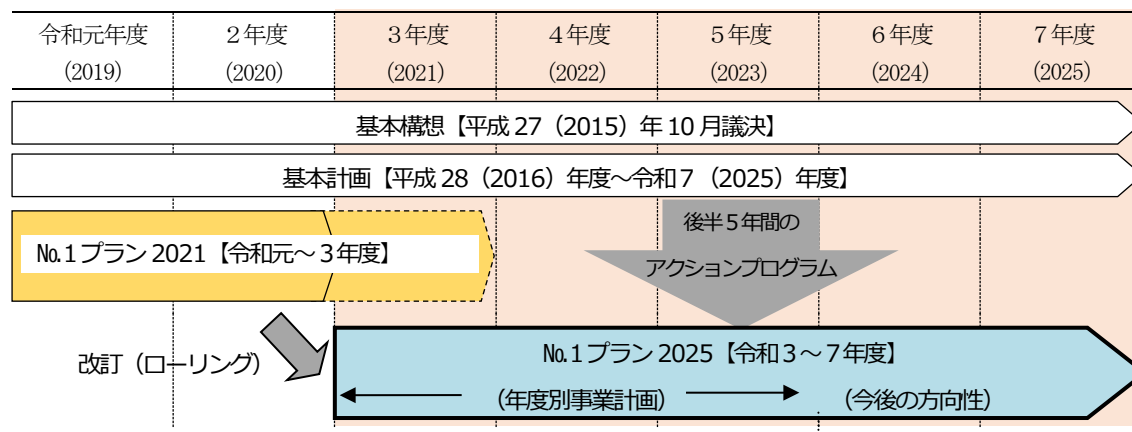 令和元年度 ２年度 ３年度 ４年度 ５年度 ６年度 ７年度
(2019) (2020) (2021) (2022) (2023) (2024) (2025)
基本構想【平成27（2015）年10月議決】
基本計画【平成28（2016）年度～令和７（2025）年度】
後半５年間の
アクションプログラム
№1プラン2021【令和元～３年度】
改訂（ローリング）
№1プラン2025【令和３～７年度】
（年度別事業計画） （今後の方向性）